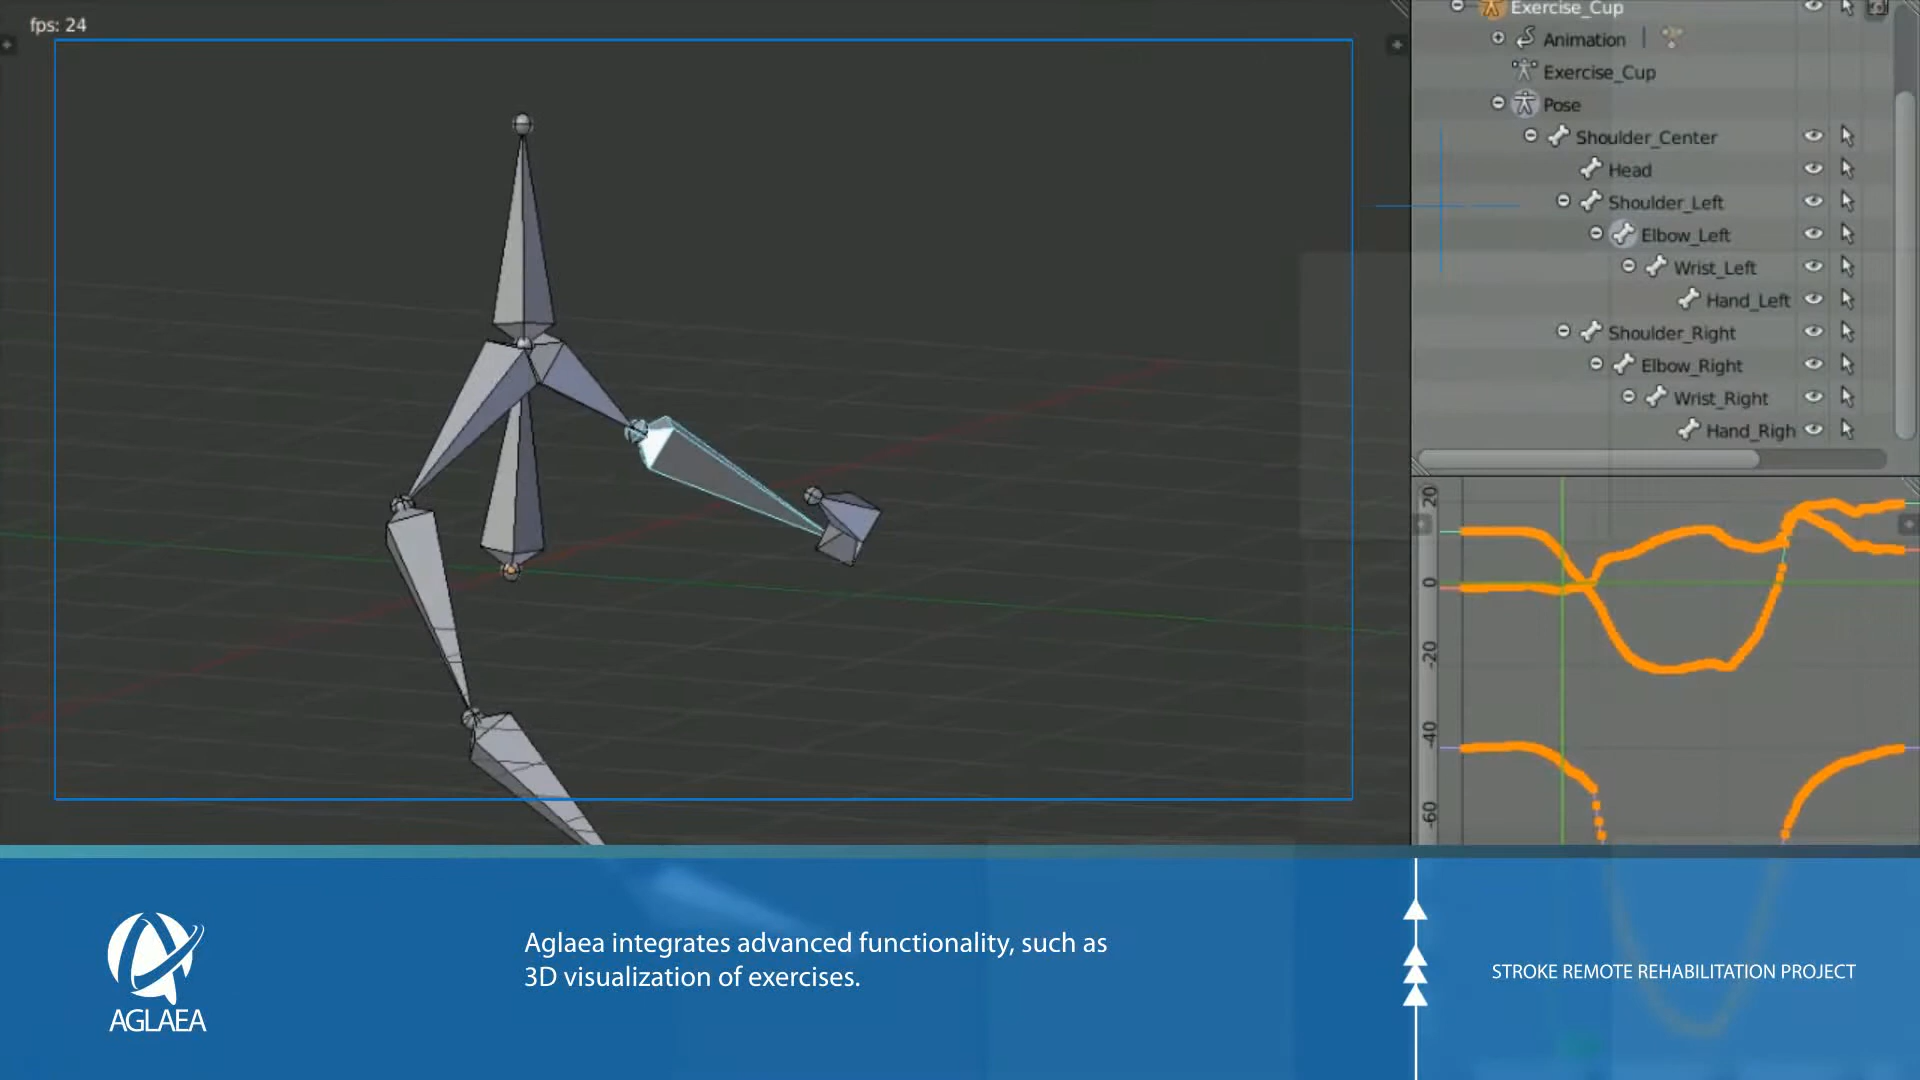 fps: 24
Exercise_Cup
Animation
Exercise_Cup
Pose
Shoulder_Center
Head
Shoulder_Left
Elbow_Left
Wrist_Left
Hand_Left
Shoulder_Right
Elbow_Right
Wrist_Right
Hand_Righ
20
0
-20
-40
-60
Aglaea integrates advanced functionality, such as
3D visualization of exercises.
AGLAEA
STROKE REMOTE REHABILITATION PROJECT